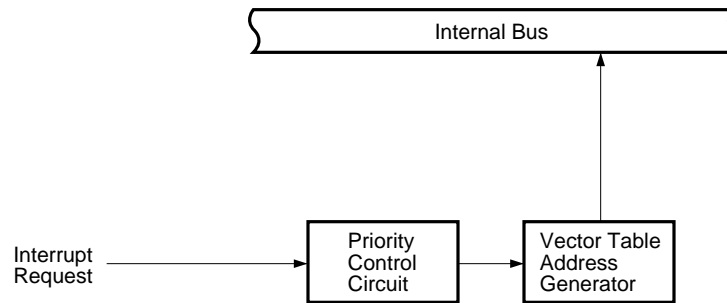 Internal Bus
Interrupt
Request
Priority
Control
Circuit
Vector Table
Address
Generator